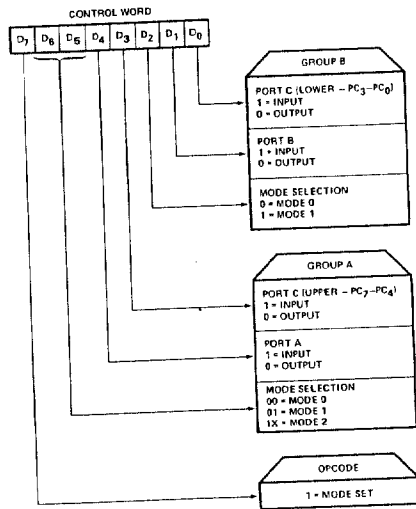 CONTROL WORD
D7 D6 D5 D4 D3 D2 D1 D0
GROUP B
PORT C (LOWER – PC3–PC0)
1 = INPUT
0 = OUTPUT
PORT B
1 = INPUT
0 = OUTPUT
MODE SELECTION
0 = MODE 0
1 = MODE 1
GROUP A
PORT C (UPPER – PC7–PC4)
1 = INPUT
0 = OUTPUT
PORT A
1 = INPUT
0 = OUTPUT
MODE SELECTION
00 = MODE 0
01 = MODE 1
1X = MODE 2
OPCODE
1 = MODE SET